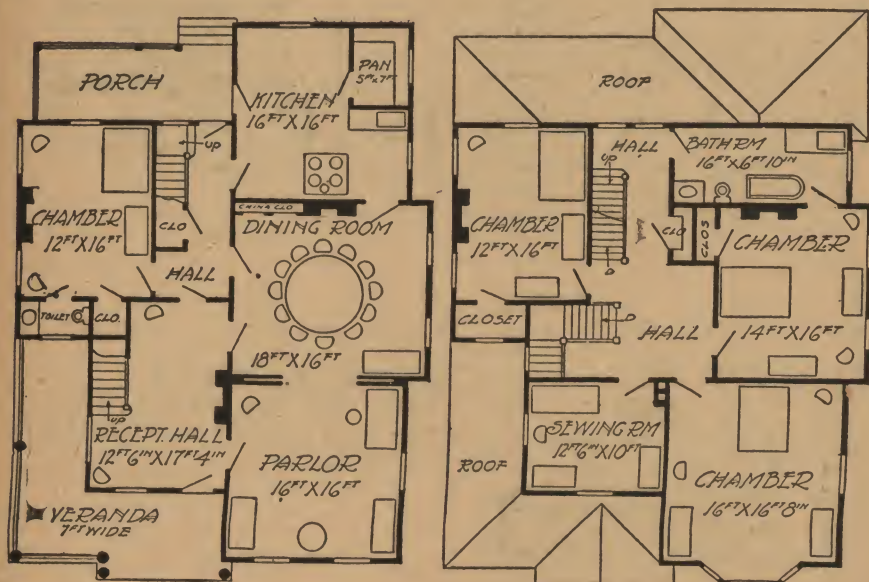 PORCH
KITCHEN
16FT X 16FT
PAN
5FT X 7FT
UP
CHAMBER
12FT X 16FT
CLO
HALL
CHINA CLO
DINING ROOM
18FT X 16FT
TOILET
CLO.
UP
RECEPT. HALL
12FT 6IN X 17FT 4IN
PARLOR
16FT X 16FT
VERANDA
7FT WIDE
ROOF
HALL
UP
BATH RM
16FT X 6FT 10IN
CHAMBER
12FT X 16FT
D
CLO
CLOS
CHAMBER
14FT X 16FT
CLOSET
D
HALL
SEWING RM
12FT 6IN X 10FT
ROOF
CHAMBER
16FT X 16FT 8IN